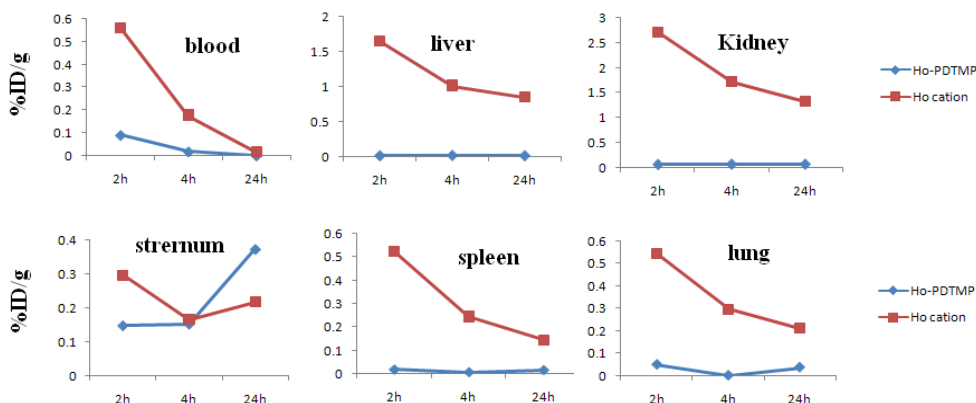 blood
%ID/g
0.6
0.5
0.4
0.3
0.2
0.1
0
2h 4h 24h
liver
2
1.5
1
0.5
0
2h 4h 24h
Kidney
3
2.5
2
1.5
1
0.5
0
2h 4h 24h
Ho-PDTMP
Ho cation
strernum
%ID/g
0.4
0.3
0.2
0.1
0
2h 4h 24h
spleen
0.6
0.5
0.4
0.3
0.2
0.1
0
2h 4h 24h
lung
0.6
0.5
0.4
0.3
0.2
0.1
0
2h 4h 24h
Ho-PDTMP
Ho cation